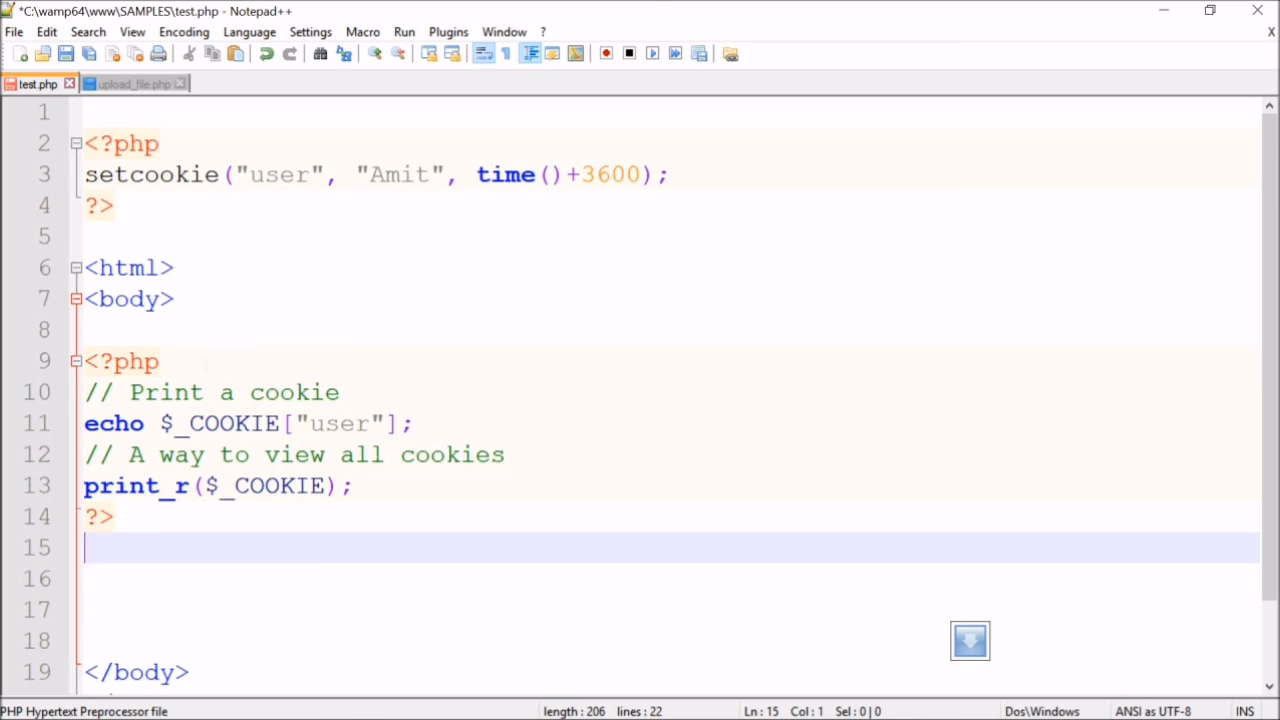 *C:\wamp64\www\SAMPLES\test.php - Notepad++
File Edit Search View Encoding Language Settings Macro Run Plugins Window ? X
test.php upload_file.php
1
2 <?php
3 setcookie("user", "Amit", time()+3600);
4 ?>
5
6 <html>
7 <body>
8
9 <?php
10 // Print a cookie
11 echo $_COOKIE["user"];
12 // A way to view all cookies
13 print_r($_COOKIE);
14 ?>
15
16
17
18
19 </body>
PHP Hypertext Preprocessor file length : 206 lines : 22 Ln : 15 Col : 1 Sel : 0 | 0 Dos\Windows ANSI as UTF-8 INS